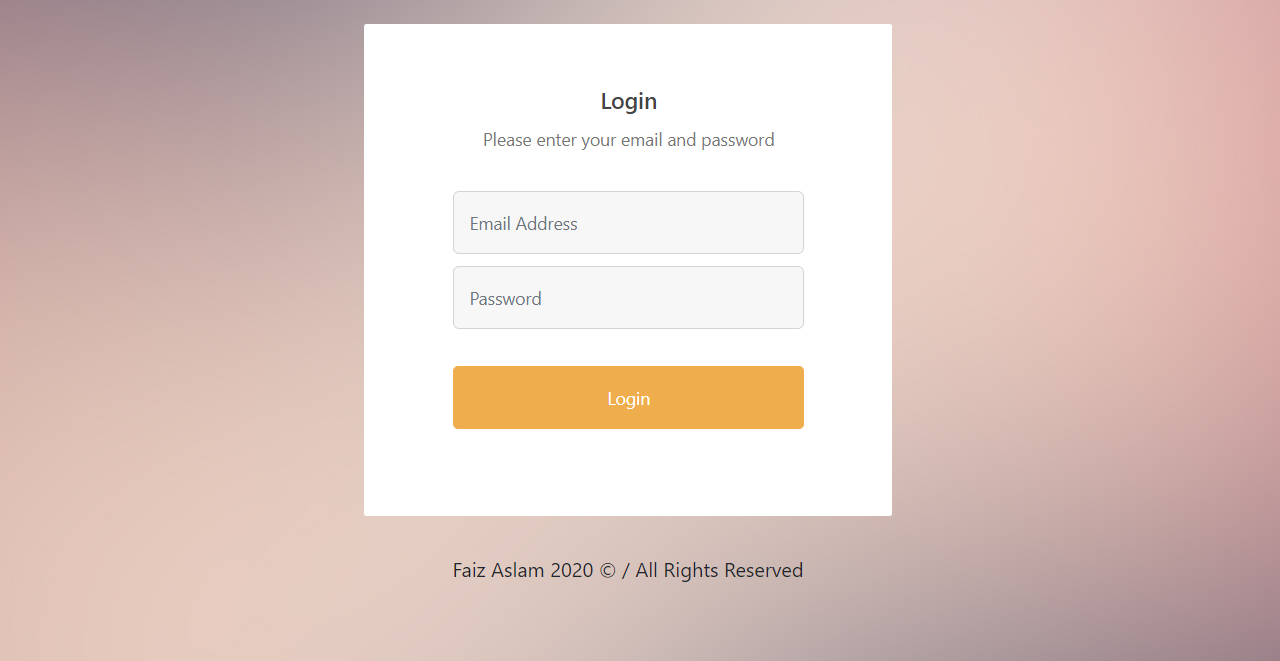 Login
Please enter your email and password
Email Address
Password
Login
Faiz Aslam 2020 © / All Rights Reserved